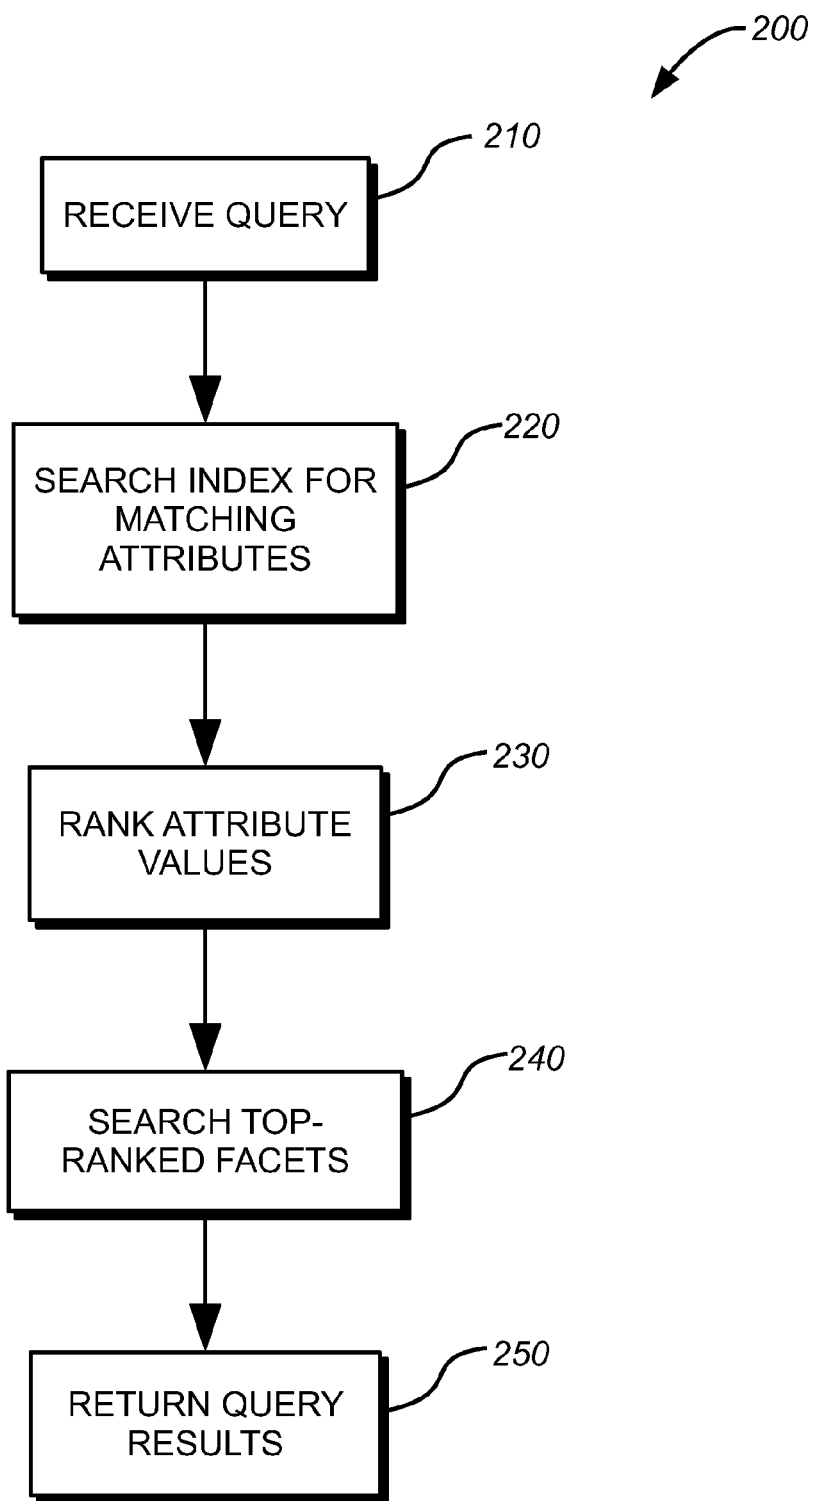 200
210
RECEIVE QUERY
220
SEARCH INDEX FOR
MATCHING
ATTRIBUTES
230
RANK ATTRIBUTE
VALUES
240
SEARCH TOP-
RANKED FACETS
250
RETURN QUERY
RESULTS